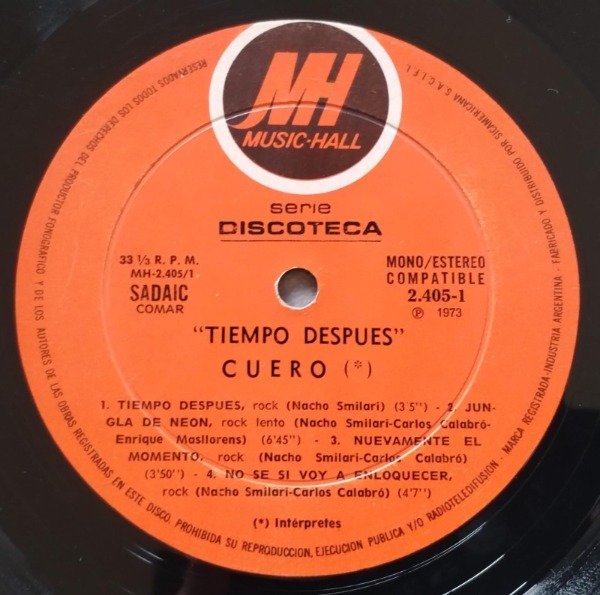 MH
MUSIC-HALL
serie
DISCOTECA
33 ⅓ R. P. M.
MH-2.405/1
SADAIC
COMAR
MONO/ESTEREO
COMPATIBLE
2.405-1
Ⓟ 1973
"TIEMPO DESPUES"
CUERO (*)
1. TIEMPO DESPUES, rock (Nacho Smilari) (3'5") - 2. JUN-
GLA DE NEON, rock lento (Nacho Smilari-Carlos Calabró-
Enrique Masllorens) (6'45") - 3. NUEVAMENTE EL
MOMENTO, rock (Nacho Smilari-Carlos Calabró)
(3'50") - 4. NO SE SI VOY A ENLOQUECER,
rock (Nacho Smilari-Carlos Calabró) (4'7")
(*) Intérpretes
RESERVADOS TODOS LOS DERECHOS DEL PRODUCTOR FONOGRAFICO Y DE LOS AUTORES DE LAS OBRAS REGISTRADAS EN ESTE DISCO. PROHIBIDA SU REPRODUCCION, EJECUCION PUBLICA Y/O RADIOTELEDIFUSION - MARCA REGISTRADA-INDUSTRIA ARGENTINA - FABRICADO Y DISTRIBUIDO POR SICAMERICANA S.A.C.I.F.I.